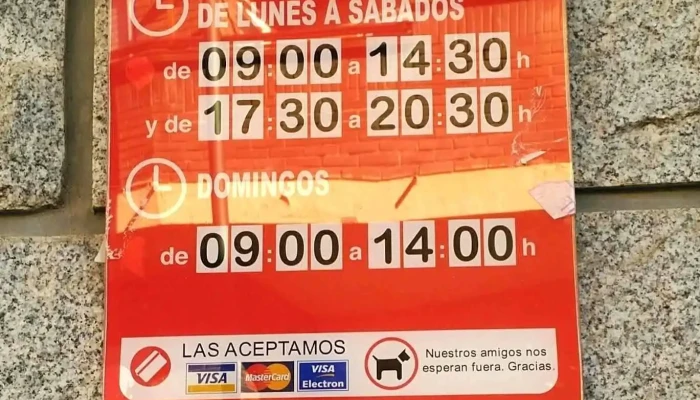 DE LUNES A SÁBADOS
de 09:00 a 14:30 h
y de 17:30 a 20:30 h
DOMINGOS
de 09:00 a 14:00 h
LAS ACEPTAMOS
VISA MasterCard VISA Electron
Nuestros amigos nos
esperan fuera. Gracias.